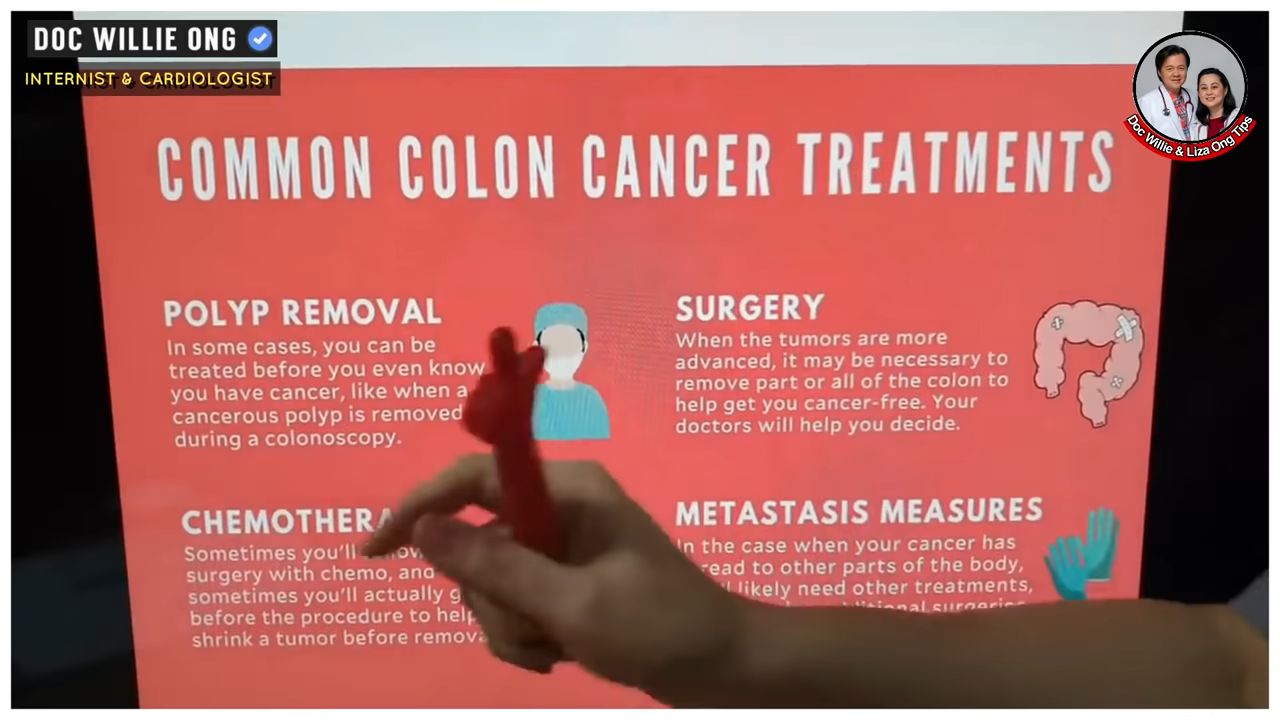 DOC WILLIE ONG
INTERNIST & CARDIOLOGIST
Doc Willie & Liza Ong Tips
COMMON COLON CANCER TREATMENTS
POLYP REMOVAL
In some cases, you can be
treated before you even know
you have cancer, like when a
cancerous polyp is removed
during a colonoscopy.
SURGERY
When the tumors are more
advanced, it may be necessary to
remove part or all of the colon to
help get you cancer-free. Your
doctors will help you decide.
Sometimes you'll
surgery with chemo, and
sometimes you'll actually
before the procedure to help
shrink a tumor before
METASTASIS MEASURES
In the case when your cancer has
to other parts of the body,
likely need other treatments,
surgeries